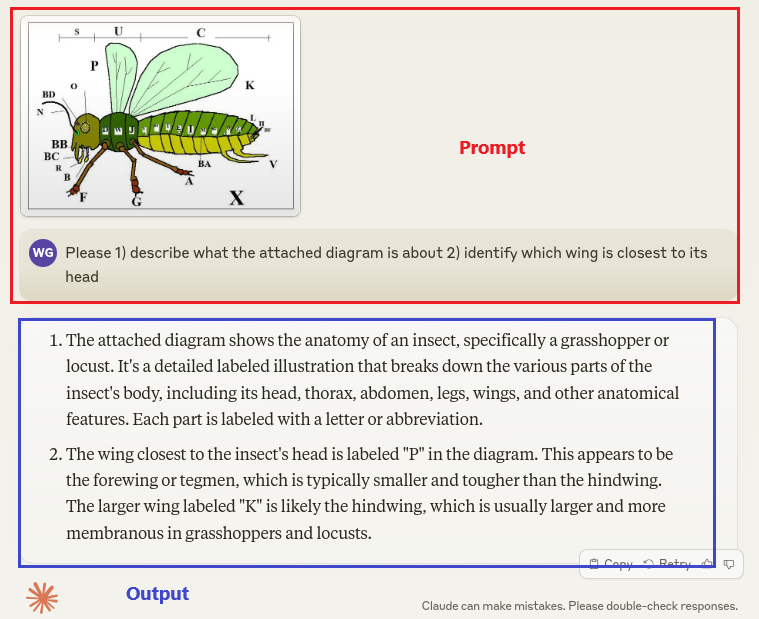 S U C
P
O
K
BD
N
L
H
BB
BC
R
B
BA
V
A
F
G
X
Prompt
WG Please 1) describe what the attached diagram is about 2) identify which wing is closest to its
head
1. The attached diagram shows the anatomy of an insect, specifically a grasshopper or
locust. It's a detailed labeled illustration that breaks down the various parts of the
insect's body, including its head, thorax, abdomen, legs, wings, and other anatomical
features. Each part is labeled with a letter or abbreviation.
2. The wing closest to the insect's head is labeled "P" in the diagram. This appears to be
the forewing or tegmen, which is typically smaller and tougher than the hindwing.
The larger wing labeled "K" is likely the hindwing, which is usually larger and more
membranous in grasshoppers and locusts.
Copy Retry
Output
Claude can make mistakes. Please double-check responses.